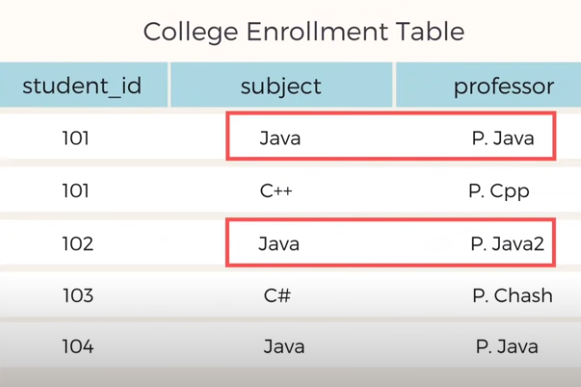 College Enrollment Table
student_id subject professor
101 Java P. Java
101 C++ P. Cpp
102 Java P. Java2
103 C# P. Chash
104 Java P. Java